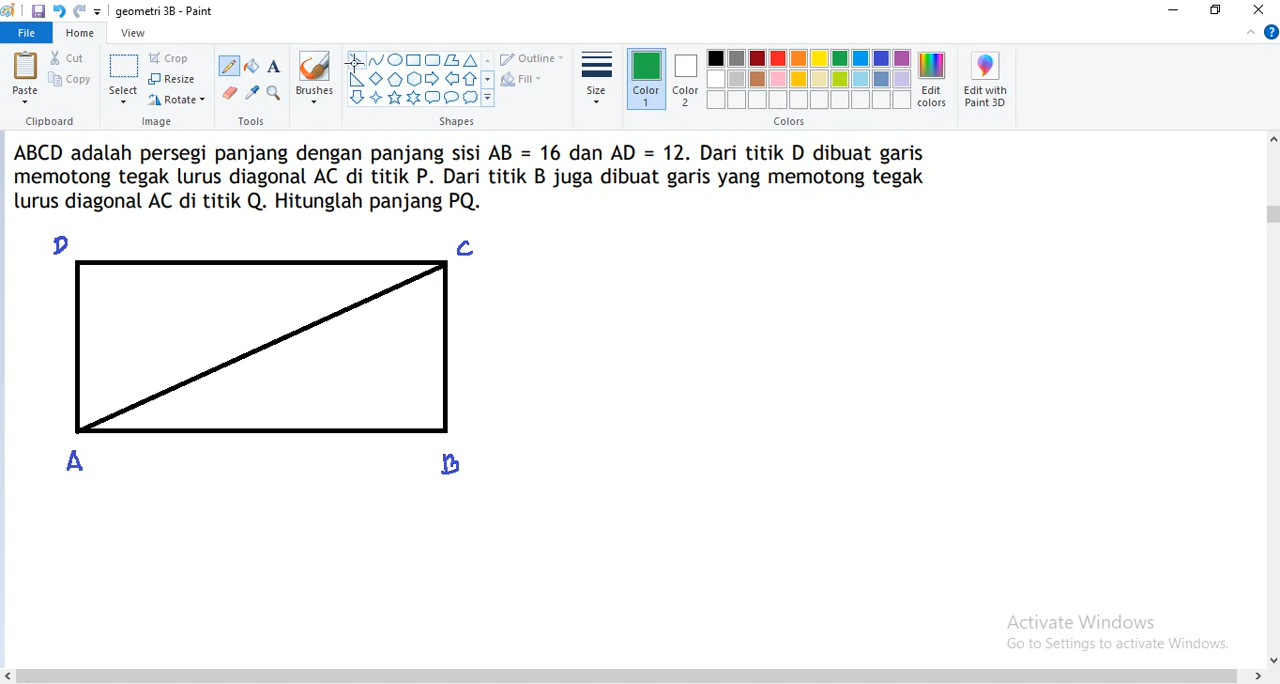 geometri 3B - Paint
File Home View
Paste Cut Copy Clipboard
Select Crop Resize Rotate Image
A Tools
Brushes
Shapes Outline Fill
Size
Color 1 Color 2 Colors
Edit colors
Edit with Paint 3D
ABCD adalah persegi panjang dengan panjang sisi AB = 16 dan AD = 12. Dari titik D dibuat garis
memotong tegak lurus diagonal AC di titik P. Dari titik B juga dibuat garis yang memotong tegak
lurus diagonal AC di titik Q. Hitunglah panjang PQ.
D C
A B
Activate Windows
Go to Settings to activate Windows.